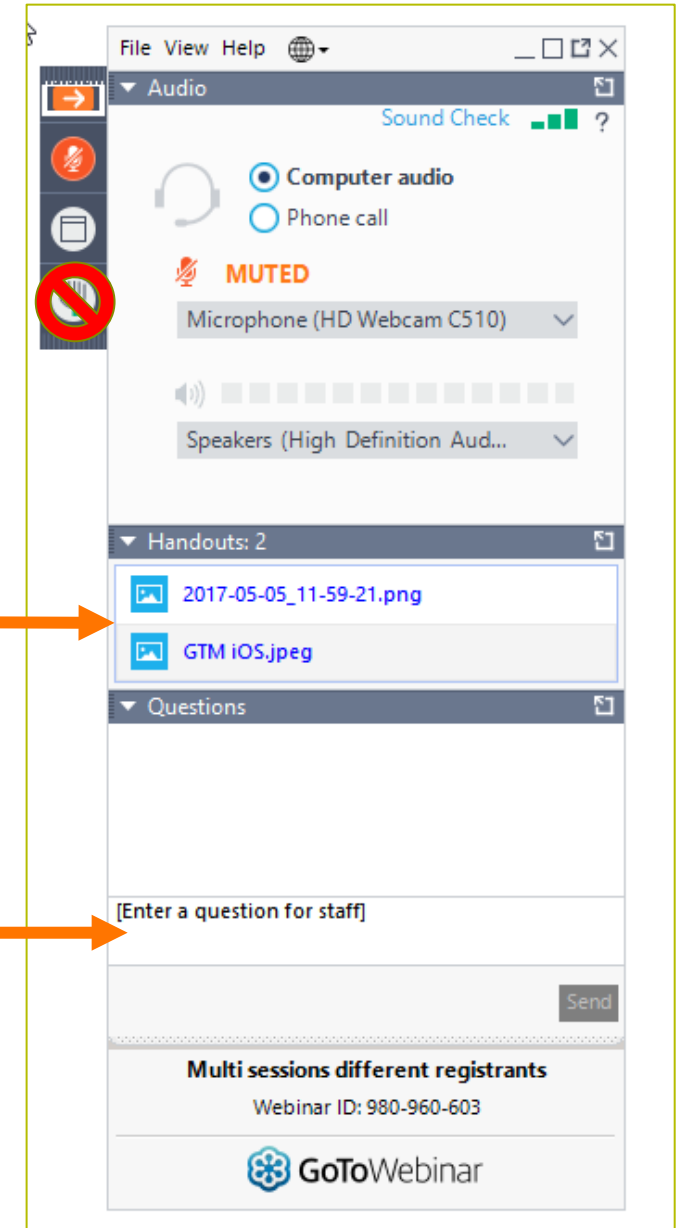 File View Help
Audio
Sound Check ?
Computer audio
Phone call
MUTED
Microphone (HD Webcam C510)
Speakers (High Definition Aud...
Handouts: 2
2017-05-05_11-59-21.png
GTM iOS.jpeg
Questions
[Enter a question for staff]
Send
Multi sessions different registrants
Webinar ID: 980-960-603
GoToWebinar